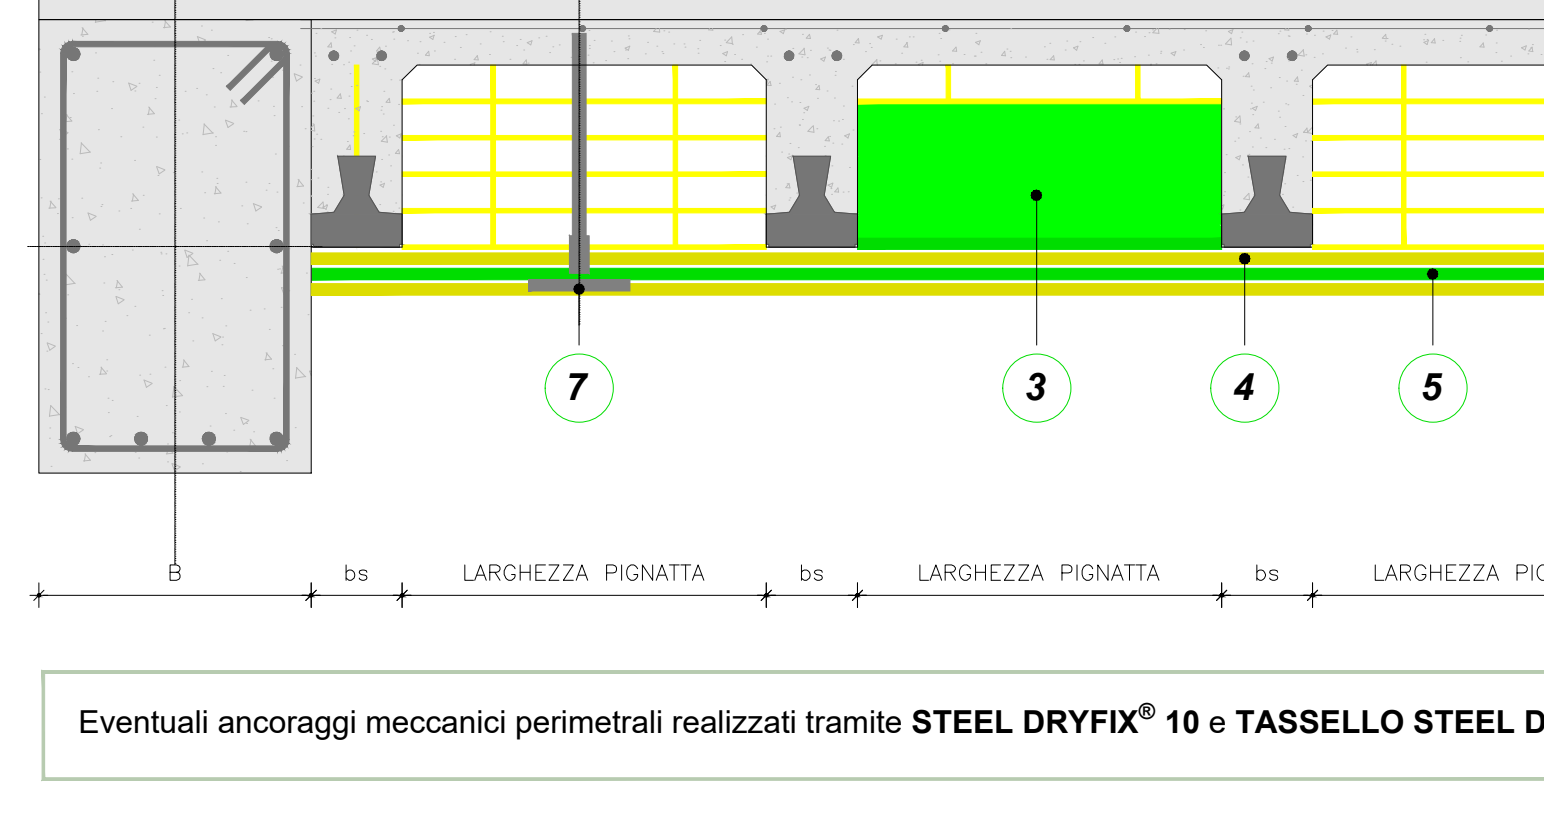 7 3 4 5
B bs LARGHEZZA PIGNATTA bs LARGHEZZA PIGNATTA bs LARGHEZZA
Eventuali ancoraggi meccanici perimetrali realizzati tramite STEEL DRYFIX® 10 e TASSELLO STEEL